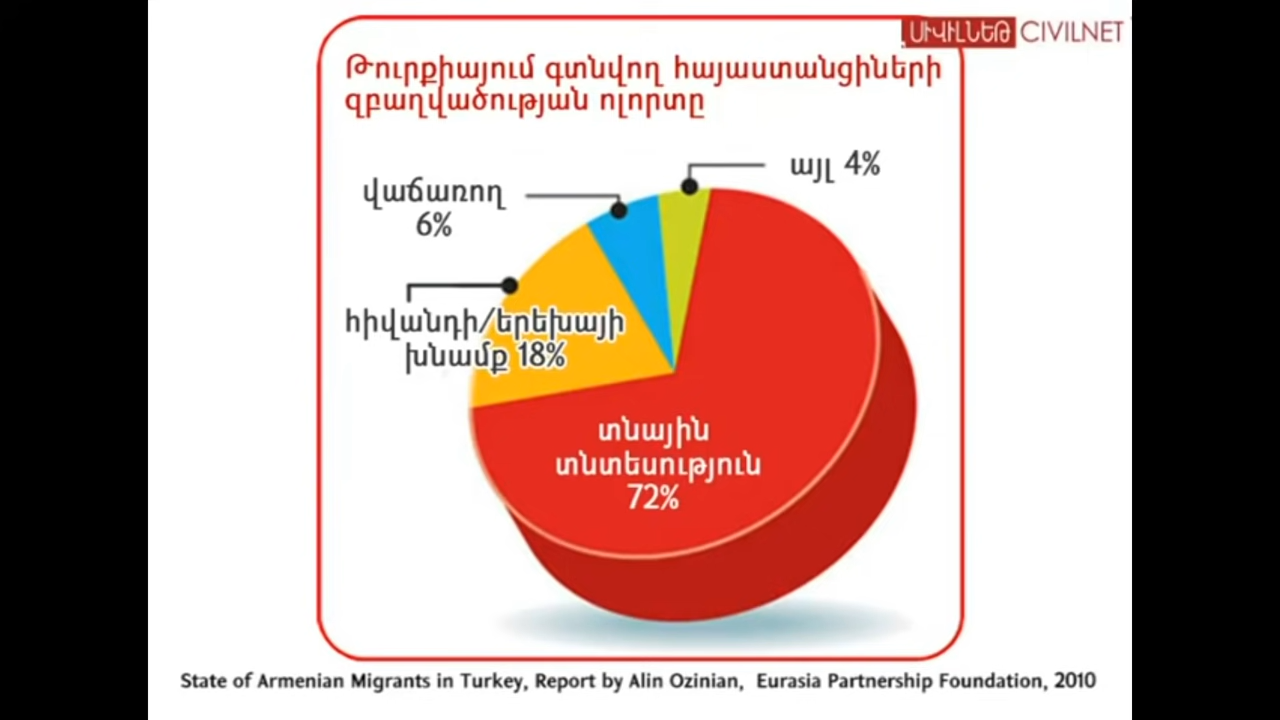 ՍԻՎԻԼՆԵԹ CIVILNET
Թուրքիայում գտնվող հայաստանցիների
զբաղվածության ոլորտը
այլ 4%
վաճառող
6%
հիվանդի/երեխայի
խնամք 18%
տնային
տնտեսություն
72%
State of Armenian Migrants in Turkey, Report by Alin Ozinian, Eurasia Partnership Foundation, 2010